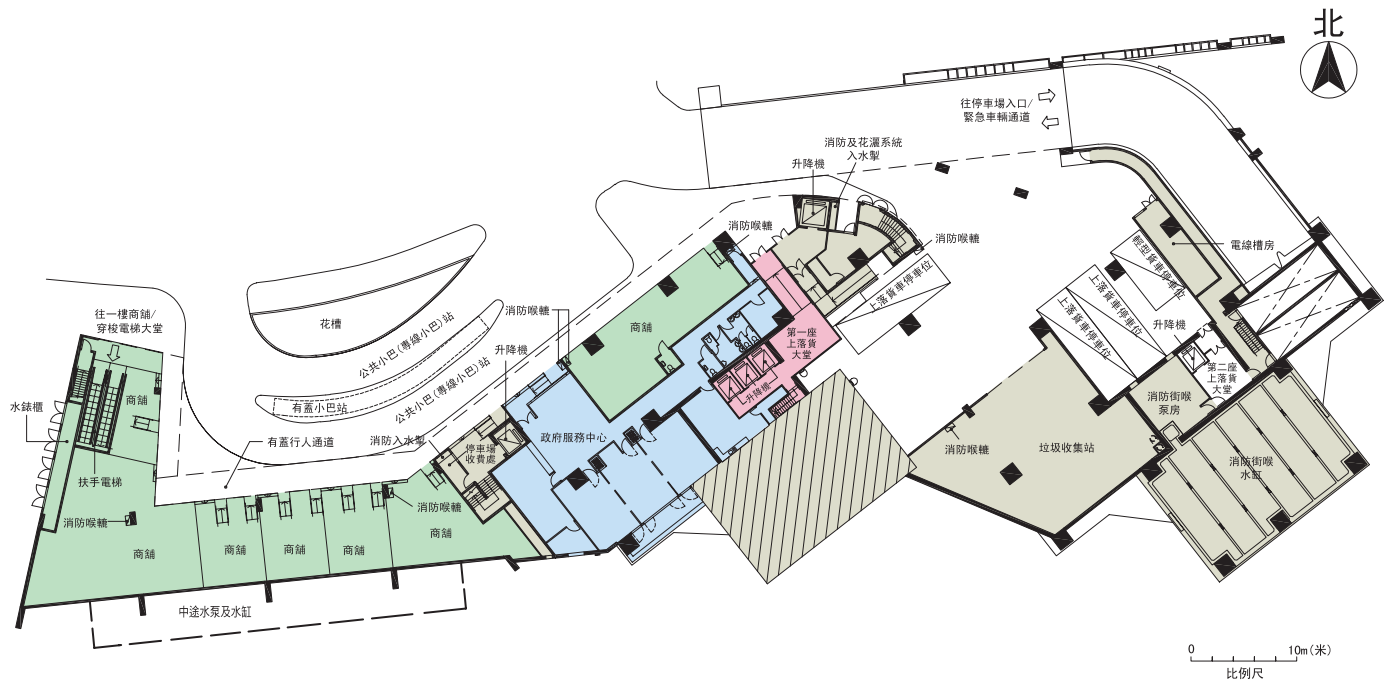 北
往停車場入口/
緊急車輛通道
消防及花灑系統
入水掣
升降機
消防喉轆
消防喉轆
電線槽房
輕型貨車停車位
上落貨車停車位
上落貨車停車位
上落貨車停車位
升降機
第二座
上落貨
大堂
往一樓商舖/
穿梭電梯大堂
花槽
公共小巴(專線小巴)站
有蓋小巴站
公共小巴(專線小巴)站
消防喉轆
升降機
商舖
第一座
上落貨
大堂
升降機
水錶櫃
商舖
有蓋行人通道
消防入水掣
停車場
收費處
政府服務中心
消防街喉
泵房
消防喉轆
垃圾收集站
消防街喉
水缸
扶手電梯
消防喉轆
消防喉轆
商舖
商舖
商舖
商舖
商舖
中途水泵及水缸
0
10m(米)
比例尺